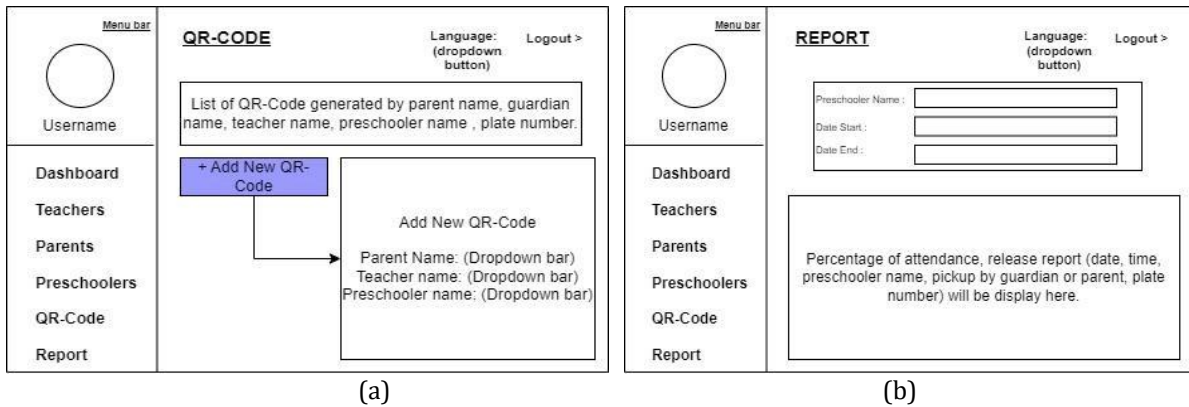 Menu bar
Username
Dashboard
Teachers
Parents
Preschoolers
QR-Code
Report
QR-CODE
Language:
(dropdown
button)
Logout >
List of QR-Code generated by parent name, guardian
name, teacher name, preschooler name , plate number.
+ Add New QR-
Code
Add New QR-Code
Parent Name: (Dropdown bar)
Teacher name: (Dropdown bar)
Preschooler name: (Dropdown bar)
(a)
Menu bar
Username
Dashboard
Teachers
Parents
Preschoolers
QR-Code
Report
REPORT
Language:
(dropdown
button)
Logout >
Preschooler Name :
Date Start :
Date End :
Percentage of attendance, release report (date, time,
preschooler name, pickup by guardian or parent, plate
number) will be display here.
(b)